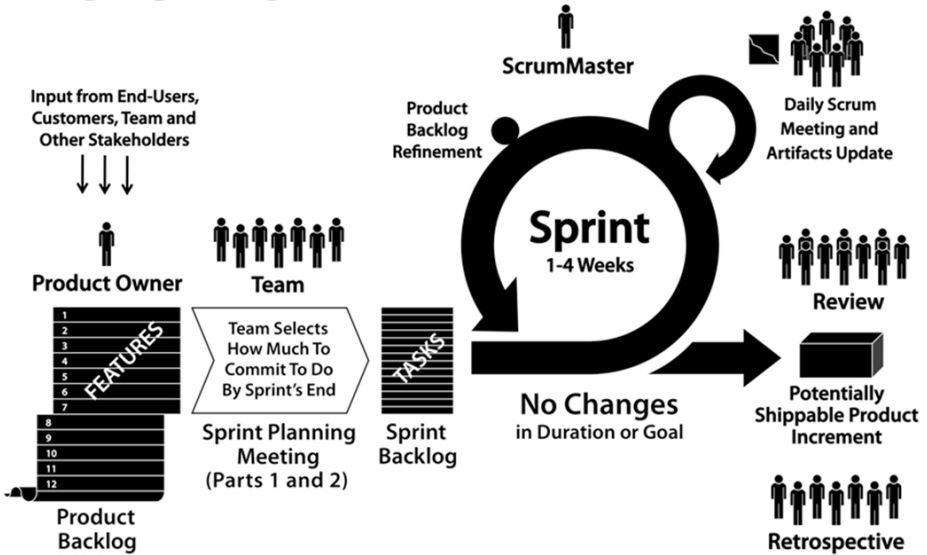 Input from End-Users,
Customers, Team and
Other Stakeholders
Product Owner
1
2
3
4
5
6
7
FEATURES
8
9
10
11
12
Product
Backlog
Team
Team Selects
How Much To
Commit To Do
By Sprint's End
Sprint Planning
Meeting
(Parts 1 and 2)
TASKS
Sprint
Backlog
ScrumMaster
Product
Backlog
Refinement
Sprint
1-4 Weeks
No Changes
in Duration or Goal
Daily Scrum
Meeting and
Artifacts Update
Review
Potentially
Shippable Product
Increment
Retrospective